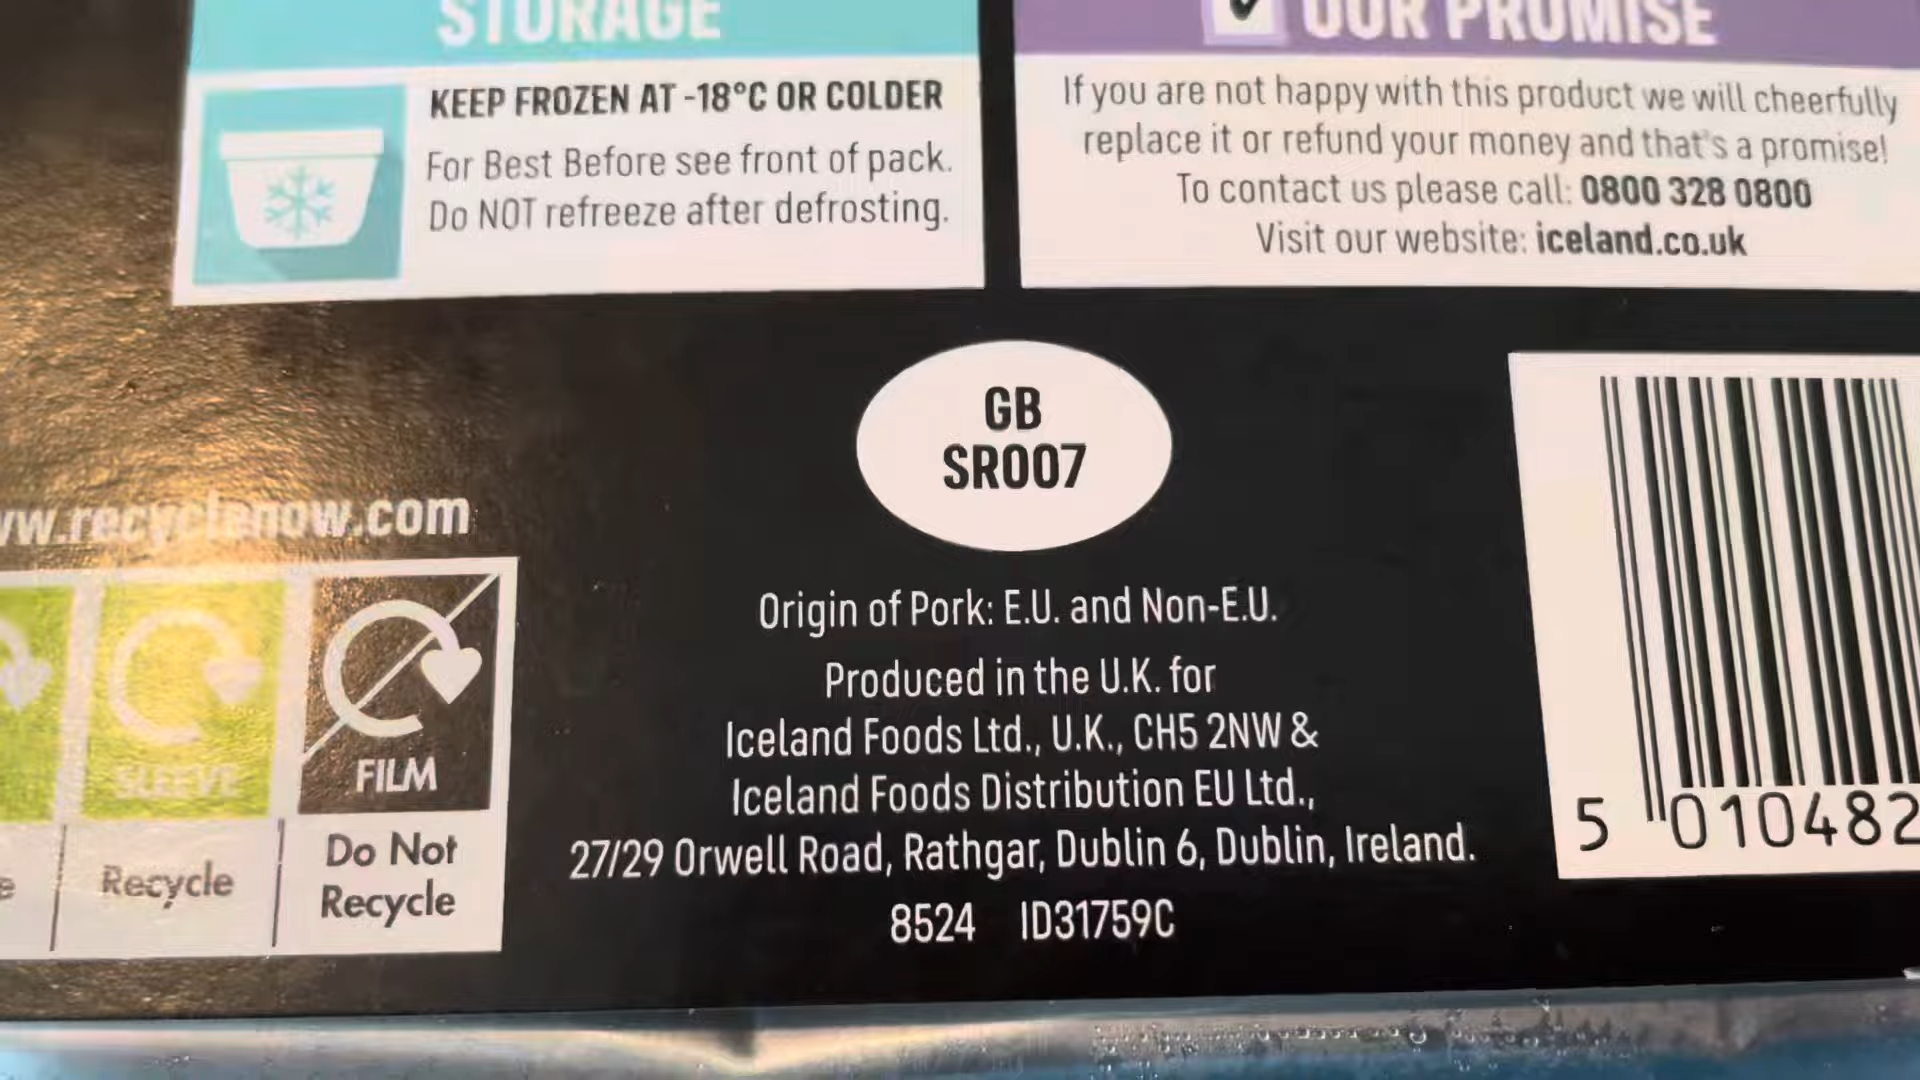 STORAGE
KEEP FROZEN AT -18°C OR COLDER
For Best Before see front of pack.
Do NOT refreeze after defrosting.
OUR PROMISE
If you are not happy with this product we will cheerfully
replace it or refund your money and that's a promise!
To contact us please call: 0800 328 0800
Visit our website: iceland.co.uk
GB
SR007
Origin of Pork: E.U. and Non-E.U.
Produced in the U.K. for
Iceland Foods Ltd., U.K., CH5 2NW &
Iceland Foods Distribution EU Ltd.,
27/29 Orwell Road, Rathgar, Dublin 6, Dublin, Ireland.
8524 ID31759C
ww.recyclenow.com
SLEEVE
Recycle
FILM
Do Not
Recycle
5 010482